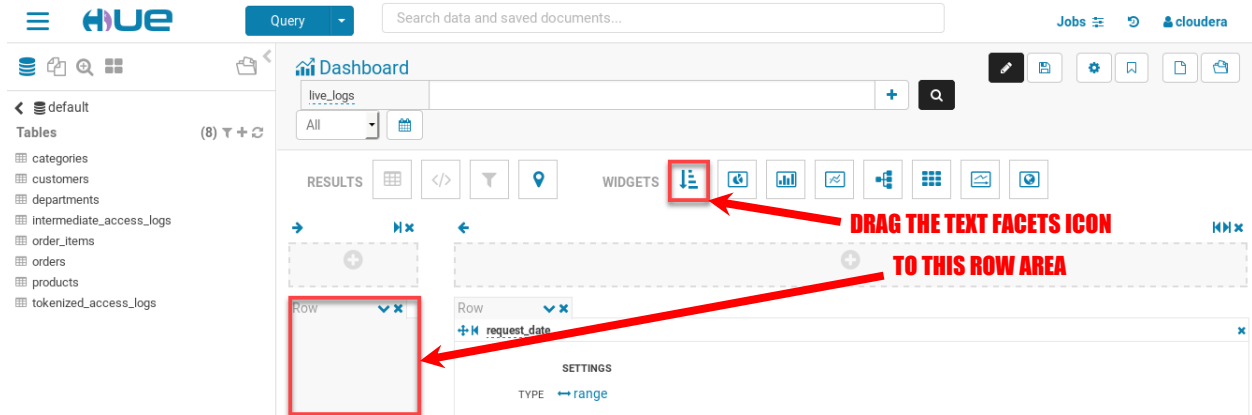 HUE
Query
Search data and saved documents...
Jobs
cloudera
Dashboard
live_logs
default
All
Tables (8)
categories
customers
departments
intermediate_access_logs
order_items
orders
products
tokenized_access_logs
RESULTS
WIDGETS
DRAG THE TEXT FACETS ICON
TO THIS ROW AREA
Row
Row
request_date
SETTINGS
TYPE range